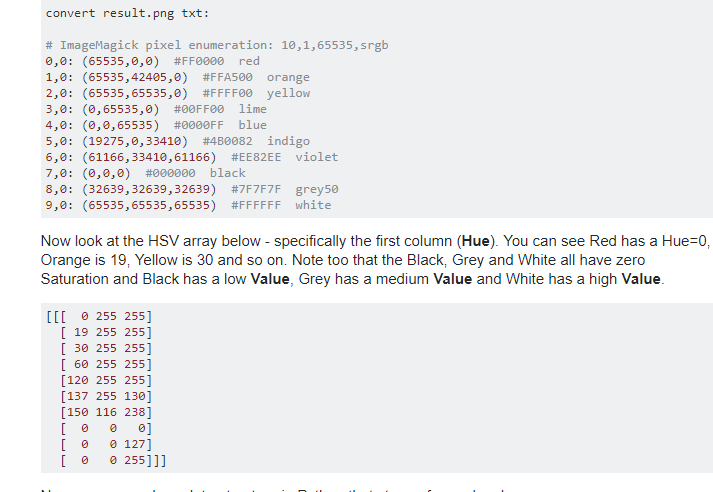 convert result.png txt:
# ImageMagick pixel enumeration: 10,1,65535,srgb
0,0: (65535,0,0)  #FF0000  red
1,0: (65535,42405,0)  #FFA500  orange
2,0: (65535,65535,0)  #FFFF00  yellow
3,0: (0,65535,0)  #00FF00  lime
4,0: (0,0,65535)  #0000FF  blue
5,0: (19275,0,33410)  #4B0082  indigo
6,0: (61166,33410,61166)  #EE82EE  violet
7,0: (0,0,0)  #000000  black
8,0: (32639,32639,32639)  #7F7F7F  grey50
9,0: (65535,65535,65535)  #FFFFFF  white
Now look at the HSV array below - specifically the first column (Hue). You can see Red has a Hue=0,
Orange is 19, Yellow is 30 and so on. Note too that the Black, Grey and White all have zero
Saturation and Black has a low Value, Grey has a medium Value and White has a high Value.
[[[  0 255 255]
[ 19 255 255]
[ 30 255 255]
[ 60 255 255]
[120 255 255]
[137 255 130]
[150 116 238]
[  0   0   0]
[  0   0 127]
[  0   0 255]]]